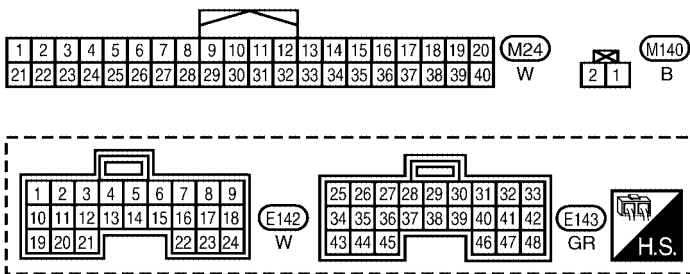 1 2 3 4 5 6 7 8 9 10 11 12 13 14 15 16 17 18 19 20 M24 M140
21 22 23 24 25 26 27 28 29 30 31 32 33 34 35 36 37 38 39 40 W 2 1 B
1 2 3 4 5 6 7 8 9 25 26 27 28 29 30 31 32 33
10 11 12 13 14 15 16 17 18 E142 34 35 36 37 38 39 40 41 42 E143
19 20 21 22 23 24 W 43 44 45 46 47 48 GR H.S.